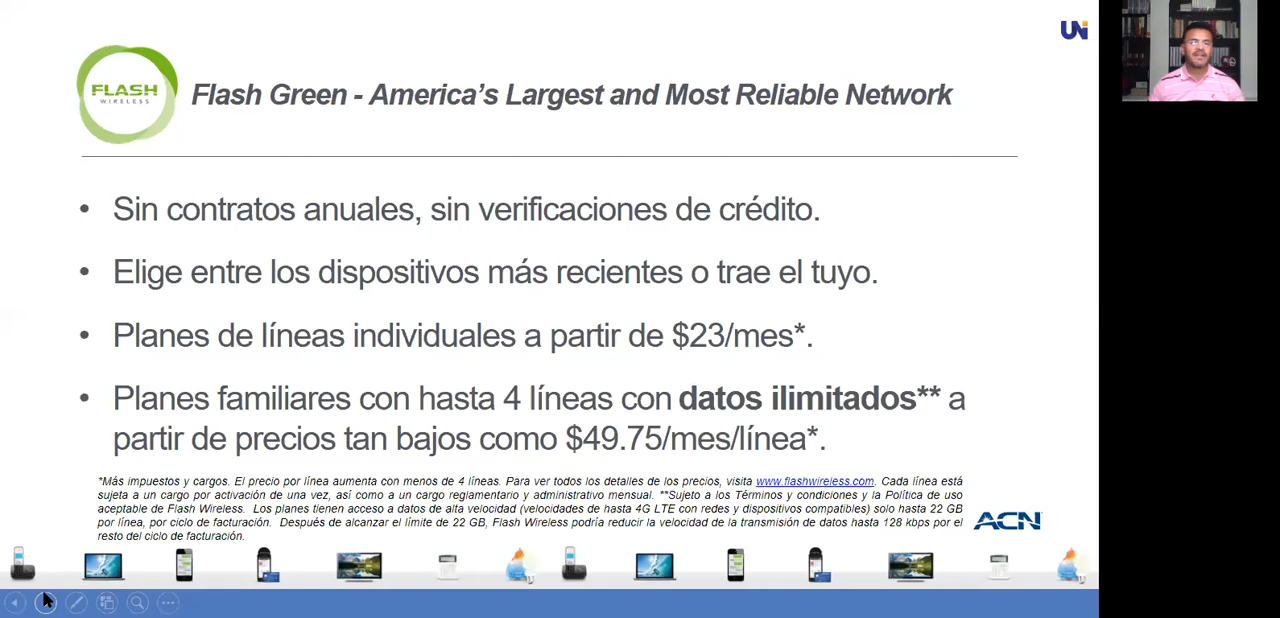 UNi
FLASH
WIRELESS
Flash Green - America's Largest and Most Reliable Network
• Sin contratos anuales, sin verificaciones de crédito.
• Elige entre los dispositivos más recientes o trae el tuyo.
• Planes de líneas individuales a partir de $23/mes*.
• Planes familiares con hasta 4 líneas con datos ilimitados** a
partir de precios tan bajos como $49.75/mes/línea*.
*Más impuestos y cargos. El precio por línea aumenta con menos de 4 líneas. Para ver todos los detalles de los precios, visita www.flashwireless.com. Cada línea está
sujeta a un cargo por activación de una vez, así como a un cargo reglamentario y administrativo mensual. **Sujeto a los Términos y condiciones y la Política de uso
aceptable de Flash Wireless. Los planes tienen acceso a datos de alta velocidad (velocidades de hasta 4G LTE con redes y dispositivos compatibles) solo hasta 22 GB
por línea, por ciclo de facturación. Después de alcanzar el límite de 22 GB, Flash Wireless podría reducir la velocidad de la transmisión de datos hasta 128 kbps por el
resto del ciclo de facturación.
ACN